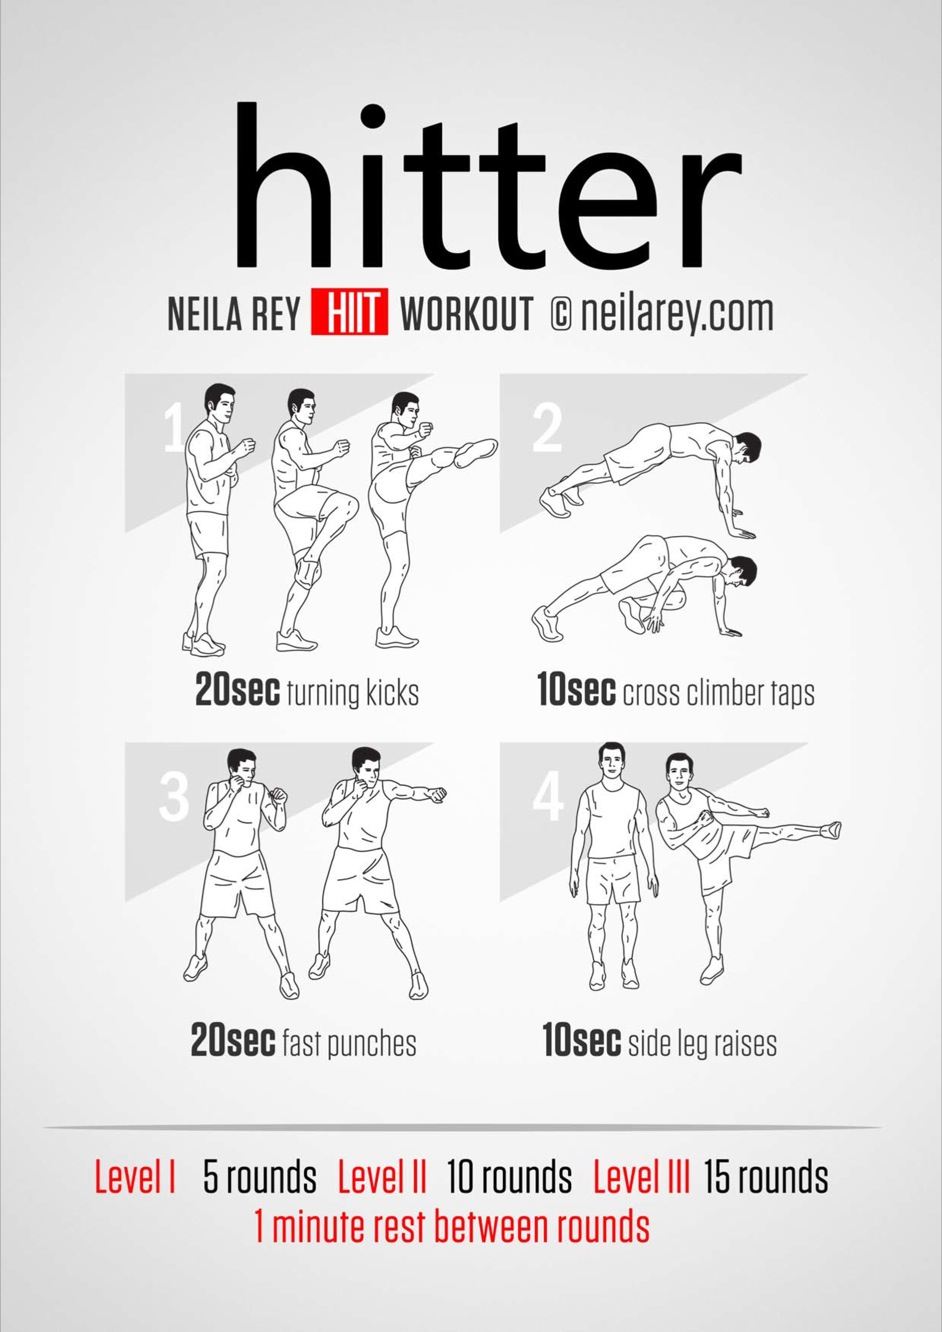 hitter
NEILA REY HIIT WORKOUT © neilarey.com
1
20sec turning kicks
2
10sec cross climber taps
3
20sec fast punches
4
10sec side leg raises
Level I 5 rounds Level II 10 rounds Level III 15 rounds
1 minute rest between rounds